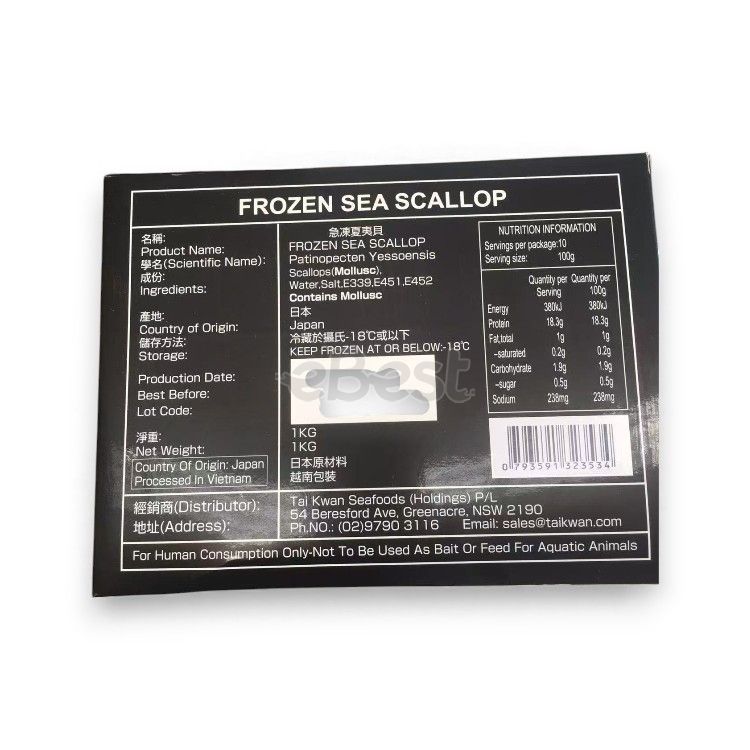 FROZEN SEA SCALLOP
名稱: 急凍夏夷貝
Product Name: FROZEN SEA SCALLOP
學名(Scientific Name): Patinopecten Yessoensis
成份: Scallops(Mollusc),
Ingredients: Water,Salt,E339,E451,E452
Contains Mollusc
產地: 日本
Country of Origin: Japan
儲存方法: 冷藏於攝氏-18℃或以下
Storage: KEEP FROZEN AT OR BELOW:-18℃
Production Date:
Best Before:
Lot Code:
eBest
淨重: 1KG
Net Weight: 1KG
Country Of Origin: Japan
Processed In Vietnam
日本原材料
越南包裝
NUTRITION INFORMATION
Servings per package:10
Serving size: 100g
Quantity per Serving Quantity per 100g
Energy 380kJ 380kJ
Protein 18.3g 18.3g
Fat,total 1g 1g
-saturated 0.2g 0.2g
Carbohydrate 1.9g 1.9g
-sugar 0.5g 0.5g
Sodium 238mg 238mg
0 793591 323534
經銷商(Distributor): Tai Kwan Seafoods (Holdings) P/L
地址(Address): 54 Beresford Ave, Greenacre, NSW 2190
Ph.NO.: (02)9790 3116 Email: sales@taikwan.com
For Human Consumption Only-Not To Be Used As Bait Or Feed For Aquatic Animals